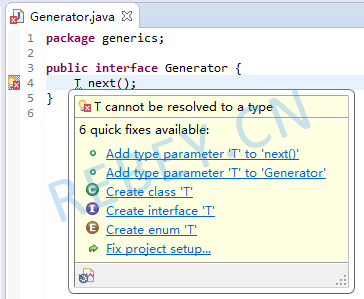 Generator.java
1 package generics;
2
3 public interface Generator {
4 T next();
5 }
6
T cannot be resolved to a type
6 quick fixes available:
Add type parameter 'T' to 'next()'
Add type parameter 'T' to 'Generator'
C Create class 'T'
I Create interface 'T'
E Create enum 'T'
Fix project setup...
REBEY CN